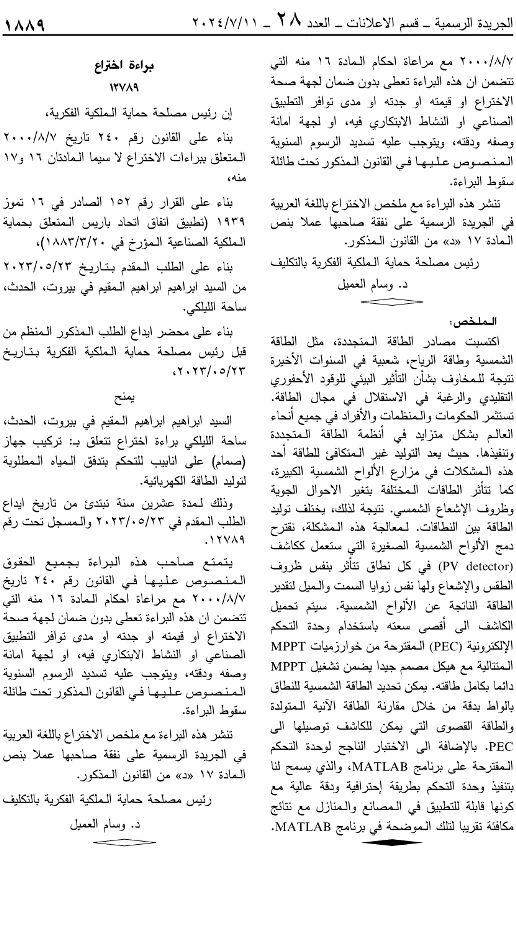 الجريدة الرسمية – قسم الاعلانات – العدد ٢٨ – ٢٠٢٤/٧/١١
١٨٨٩
٢٠٠٠/٨/٧ مع مراعاة احكام المادة ١٦ منه التي
تتضمن ان هذه البراءة تعطى بدون ضمان لجهة صحة
الاختراع او قيمته او جدته او مدى توافر التطبيق
الصناعي او النشاط الابتكاري فيه، او لجهة امانة
وصفه ودقته، ويتوجب عليه تسديد الرسوم السنوية
المنصوص عليها في القانون المذكور تحت طائلة
سقوط البراءة.
تنشر هذه البراءة مع ملخص الاختراع باللغة العربية
في الجريدة الرسمية على نفقة صاحبها عملا بنص
المادة ١٧ «د» من القانون المذكور.
رئيس مصلحة حماية الملكية الفكرية بالتكليف
د. وسام العميل
الملخص:
اكتسبت مصادر الطاقة المتجددة، مثل الطاقة
الشمسية وطاقة الرياح، شعبية في السنوات الأخيرة
نتيجة للمخاوف بشأن التأثير البيئي للوقود الأحفوري
التقليدي والرغبة في الاستقلال في مجال الطاقة.
تستثمر الحكومات والمنظمات والأفراد في جميع أنحاء
العالم بشكل متزايد في أنظمة الطاقة المتجددة
وتنفيذها. حيث يعد التوليد غير المتكافئ للطاقة أحد
هذه المشكلات في مزارع الألواح الشمسية الكبيرة،
كما تتأثر الطاقات المختلفة بتغير الاحوال الجوية
وظروف الإشعاع الشمسي. نتيجة لذلك، يختلف توليد
الطاقة بين النطاقات. لمعالجة هذه المشكلة، نقترح
دمج الألواح الشمسية الصغيرة التي ستعمل ككاشف
(PV detector) في كل نطاق تتأثر بنفس ظروف
الطقس والإشعاع ولها نفس زوايا السمت والميل لتقدير
الطاقة الناتجة عن الألواح الشمسية. سيتم تحميل
الكاشف الى أقصى سعته باستخدام وحدة التحكم
الإلكترونية (PEC) المقترحة من خوارزميات MPPT
المنتالية مع هيكل مصمم جيدا يضمن تشغيل MPPT
دائما بكامل طاقته. يمكن تحديد الطاقة الشمسية للنطاق
بالواط بدقة من خلال مقارنة الطاقة الآنية المتولدة
والطاقة القصوى التي يمكن للكاشف توصيلها الى
PEC. بالإضافة الى الاختبار الناجح لوحدة التحكم
المقترحة على برنامج MATLAB، والذي يسمح لنا
بتنفيذ وحدة التحكم بطريقة إحترافية ودقة عالية مع
كونها قابلة للتطبيق في المصانع والمنازل مع نتائج
مكافئة تقريبا لتلك الموضحة في برنامج MATLAB.
براءة اختراع
١٢٧٨٩
إن رئيس مصلحة حماية الملكية الفكرية،
بناء على القانون رقم ٢٤٠ تاريخ ٢٠٠٠/٨/٧
المتعلق ببراءات الاختراع لا سيما المادتان ١٦ و١٧
منه،
بناء على القرار رقم ١٥٢ الصادر في ١٦ تموز
١٩٣٩ (تطبيق اتفاق اتحاد باريس المتعلق بحماية
الملكية الصناعية المؤرخ في ١٨٨٣/٣/٢٠)،
بناء على الطلب المقدم بتاريخ ٢٠٢٣/٠٥/٢٣
من السيد ابراهيم ابراهيم المقيم في بيروت، الحدث،
ساحة الليلكي.
بناء على محضر ايداع الطلب المذكور المنظم من
قبل رئيس مصلحة حماية الملكية الفكرية بتاريخ
٢٠٢٣/٠٥/٢٣،
يمنح
السيد ابراهيم ابراهيم المقيم في بيروت، الحدث،
ساحة الليلكي براءة اختراع تتعلق بـ: تركيب جهاز
(صمام) على انابيب للتحكم بتدفق المياه المطلوبة
لتوليد الطاقة الكهربائية.
وذلك لمدة عشرين سنة تبتدئ من تاريخ ايداع
الطلب المقدم في ٢٠٢٣/٠٥/٢٣ والمسجل تحت رقم
١٢٧٨٩.
يتمتع صاحب هذه البراءة بجميع الحقوق
المنصوص عليها في القانون رقم ٢٤٠ تاريخ
٢٠٠٠/٨/٧ مع مراعاة احكام المادة ١٦ منه التي
تتضمن ان هذه البراءة تعطى بدون ضمان لجهة صحة
الاختراع او قيمته او جدته او مدى توافر التطبيق
الصناعي او النشاط الابتكاري فيه، او لجهة امانة
وصفه ودقته، ويتوجب عليه تسديد الرسوم السنوية
المنصوص عليها في القانون المذكور تحت طائلة
سقوط البراءة.
تنشر هذه البراءة مع ملخص الاختراع باللغة العربية
في الجريدة الرسمية على نفقة صاحبها عملا بنص
المادة ١٧ «د» من القانون المذكور.
رئيس مصلحة حماية الملكية الفكرية بالتكليف
د. وسام العميل